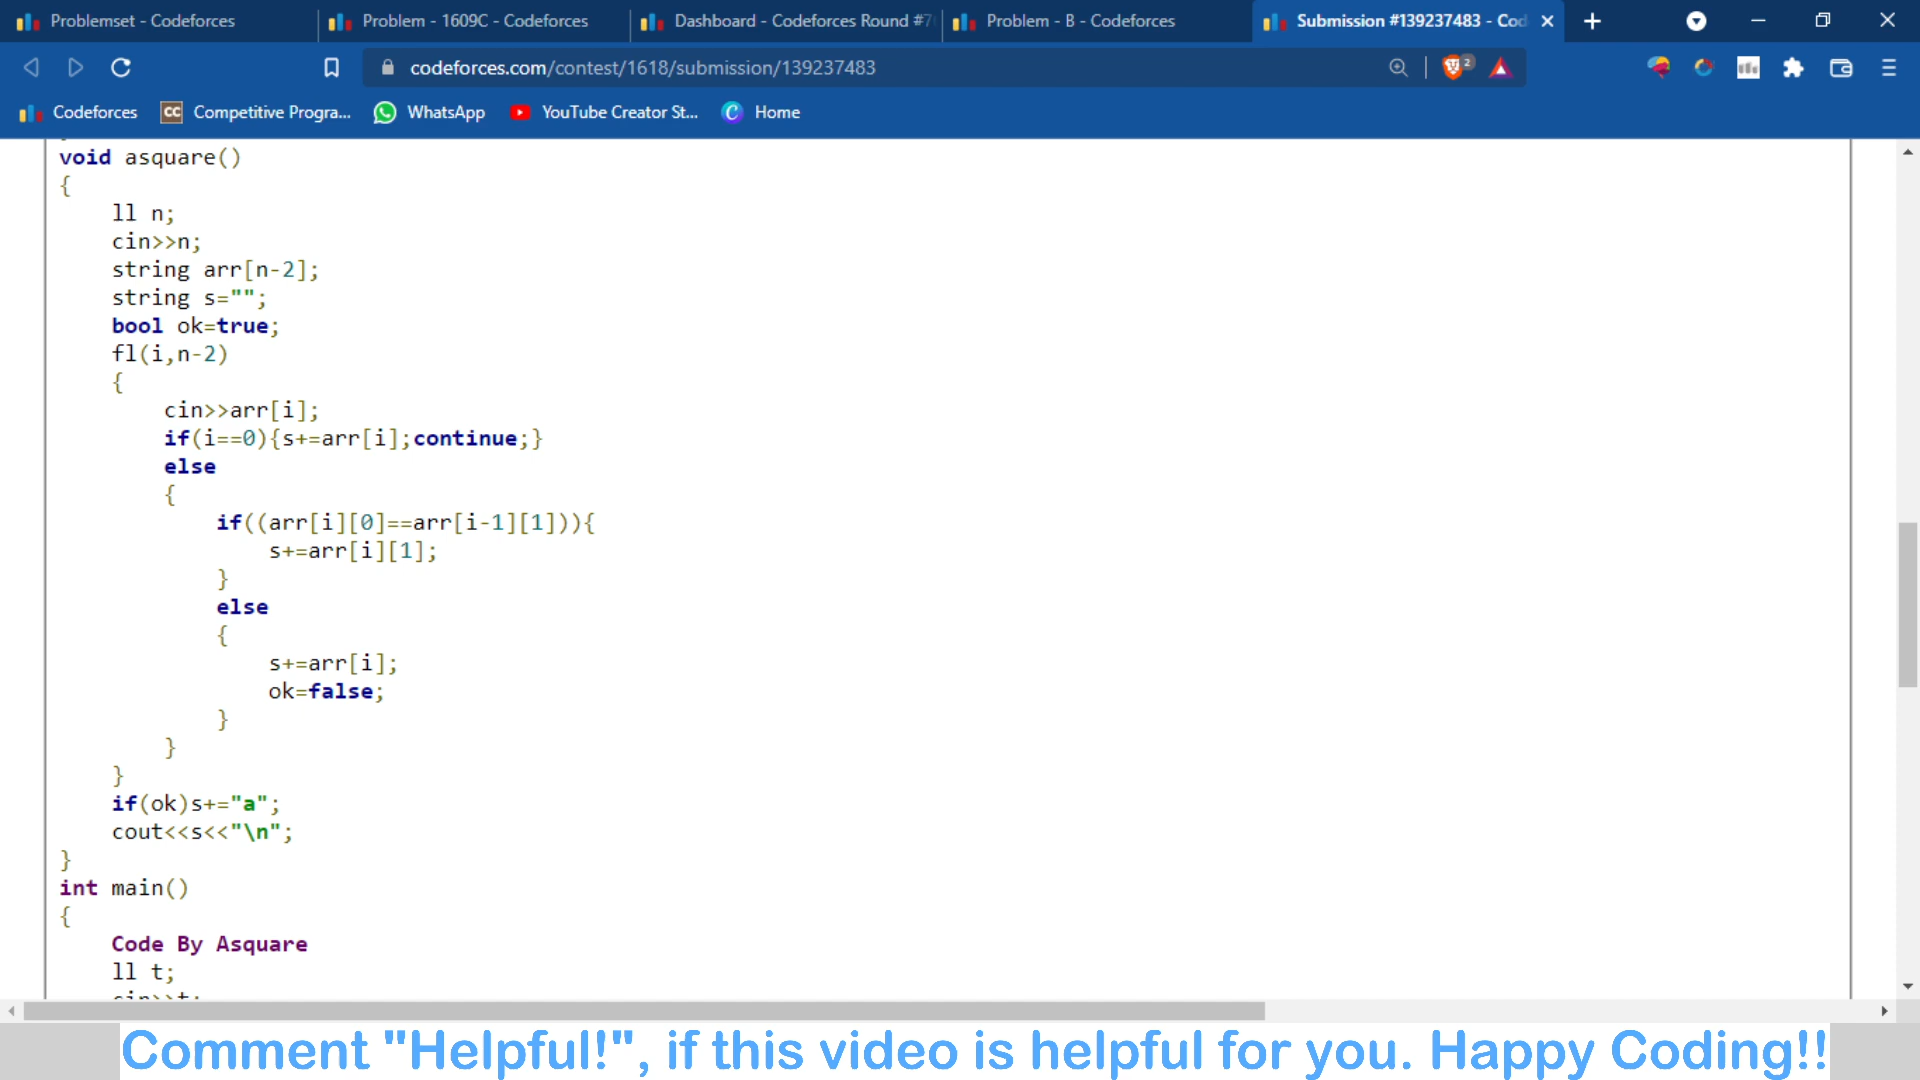 Problemset - Codeforces
Problem - 1609C - Codeforces
Dashboard - Codeforces Round #7
Problem - B - Codeforces
Submission #139237483 - Cod
codeforces.com/contest/1618/submission/139237483
2
Codeforces
CC Competitive Progra...
WhatsApp
YouTube Creator St...
Home
void asquare()
{
ll n;
cin>>n;
string arr[n-2];
string s="";
bool ok=true;
fl(i,n-2)
{
cin>>arr[i];
if(i==0){s+=arr[i];continue;}
else
{
if((arr[i][0]==arr[i-1][1])){
s+=arr[i][1];
}
else
{
s+=arr[i];
ok=false;
}
}
}
if(ok)s+="a";
cout<<s<<"\n";
}
int main()
{
Code By Asquare
ll t;
cin>>t;
Comment "Helpful!", if this video is helpful for you. Happy Coding!!